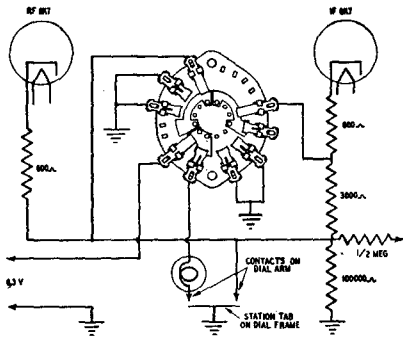 RF 6K7
IF 6K7
600Ω
600Ω
3000Ω
1/2 MEG
100000Ω
6.3 V
CONTACTS ON
DIAL ARM
STATION TAB
ON DIAL FRAME